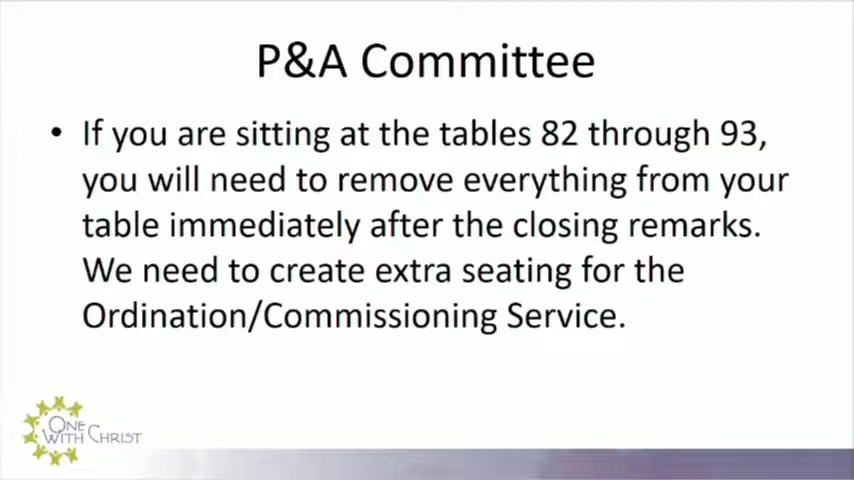 P&A Committee
• If you are sitting at the tables 82 through 93,
you will need to remove everything from your
table immediately after the closing remarks.
We need to create extra seating for the
Ordination/Commissioning Service.
ONE
WITH CHRIST